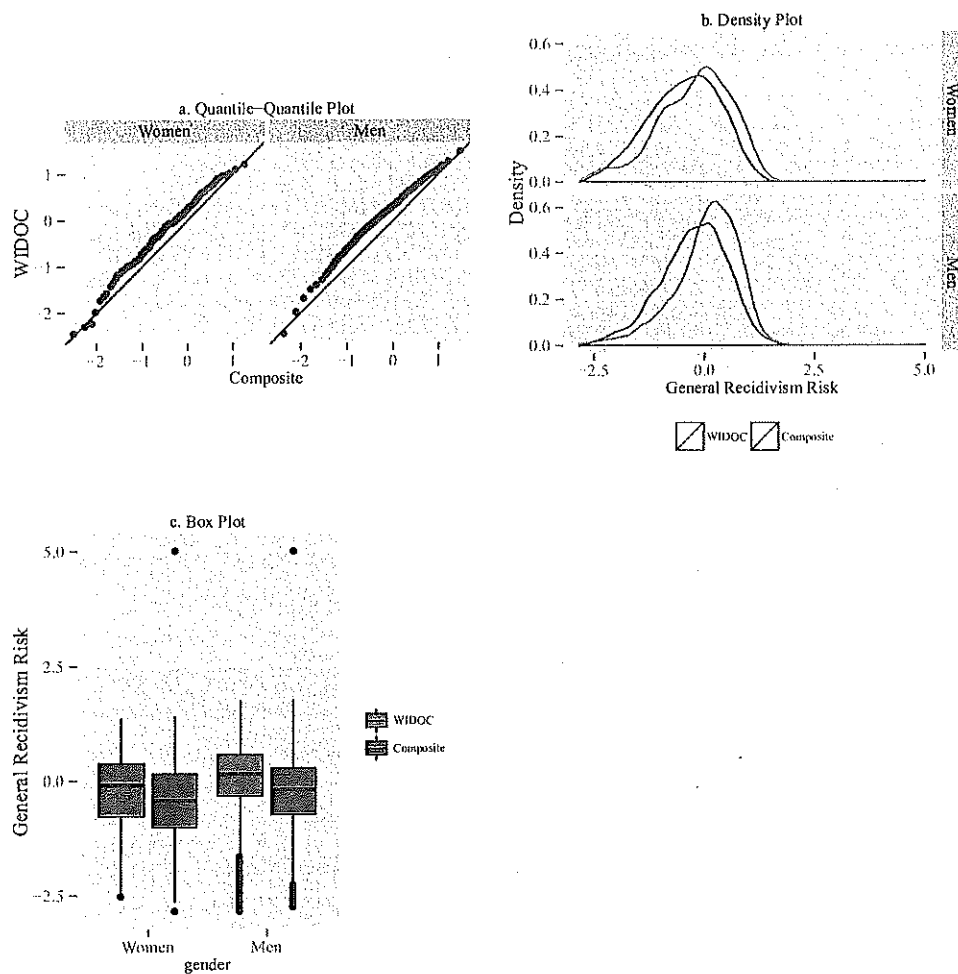 a. Quantile–Quantile Plot
Women
Men
WIDOC
1
0
-1
-2
-2
-1
0
1
-2
-1
0
1
Composite
b. Density Plot
Density
0.6
0.4
0.2
0.0
0.6
0.4
0.2
0.0
Women
Men
-2.5
0.0
2.5
5.0
General Recidivism Risk
WIDOC
Composite
c. Box Plot
General Recidivism Risk
5.0
2.5
0.0
-2.5
Women
Men
gender
WIDOC
Composite